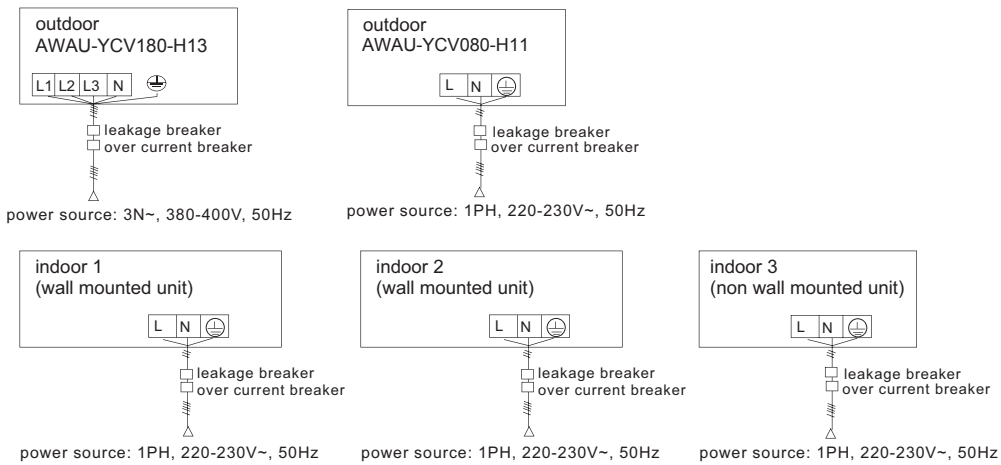 outdoor
AWAU-YCV180-H13
L1 L2 L3 N
leakage breaker
over current breaker
power source: 3N~, 380-400V, 50Hz
outdoor
AWAU-YCV080-H11
L N
leakage breaker
over current breaker
power source: 1PH, 220-230V~, 50Hz
indoor 1
(wall mounted unit)
L N
leakage breaker
over current breaker
power source: 1PH, 220-230V~, 50Hz
indoor 2
(wall mounted unit)
L N
leakage breaker
over current breaker
power source: 1PH, 220-230V~, 50Hz
indoor 3
(non wall mounted unit)
L N
leakage breaker
over current breaker
power source: 1PH, 220-230V~, 50Hz